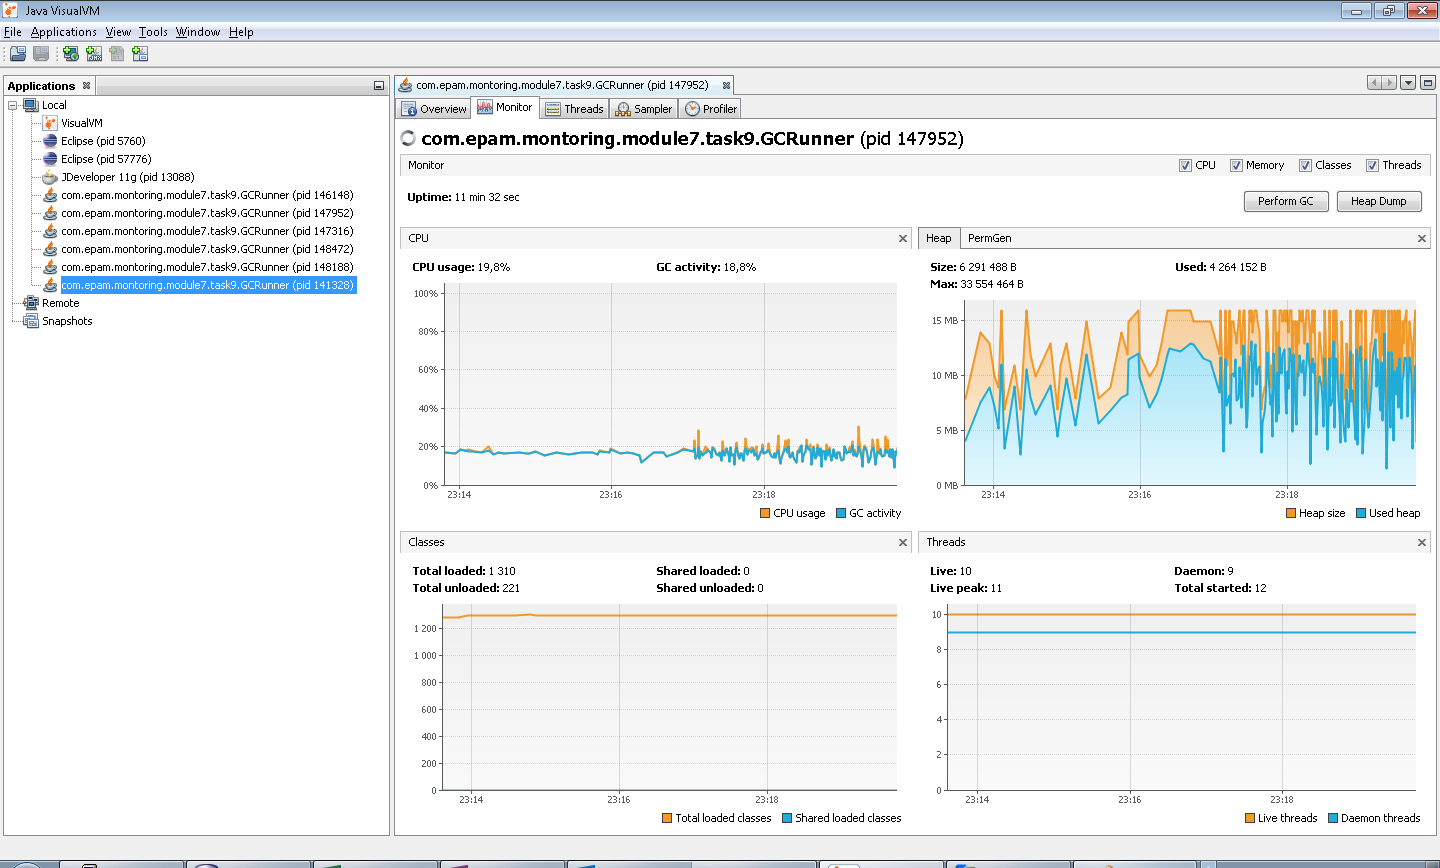 Java VisualVM
File Applications View Tools Window Help
Applications
Local
VisualVM
Eclipse (pid 5760)
Eclipse (pid 57776)
JDeveloper 11g (pid 13088)
com.epam.montoring.module7.task9.GCRunner (pid 146148)
com.epam.montoring.module7.task9.GCRunner (pid 147952)
com.epam.montoring.module7.task9.GCRunner (pid 147316)
com.epam.montoring.module7.task9.GCRunner (pid 148472)
com.epam.montoring.module7.task9.GCRunner (pid 148188)
com.epam.montoring.module7.task9.GCRunner (pid 141328)
Remote
Snapshots
com.epam.montoring.module7.task9.GCRunner (pid 147952)
Overview Monitor Threads Sampler Profiler
com.epam.montoring.module7.task9.GCRunner (pid 147952)
Monitor CPU Memory Classes Threads
Uptime: 11 min 32 sec
Perform GC Heap Dump
CPU
CPU usage: 19,8% GC activity: 18,8%
100%
80%
60%
40%
20%
0%
23:14 23:16 23:18
CPU usage GC activity
Heap PermGen
Size: 6 291 488 B Used: 4 264 152 B
Max: 33 554 464 B
15 MB
10 MB
5 MB
0 MB
23:14 23:16 23:18
Heap size Used heap
Classes
Total loaded: 1 310 Shared loaded: 0
Total unloaded: 221 Shared unloaded: 0
1 200
1 000
800
600
400
200
0
23:14 23:16 23:18
Total loaded classes Shared loaded classes
Threads
Live: 10 Daemon: 9
Live peak: 11 Total started: 12
10
8
6
4
2
0
23:14 23:16 23:18
Live threads Daemon threads